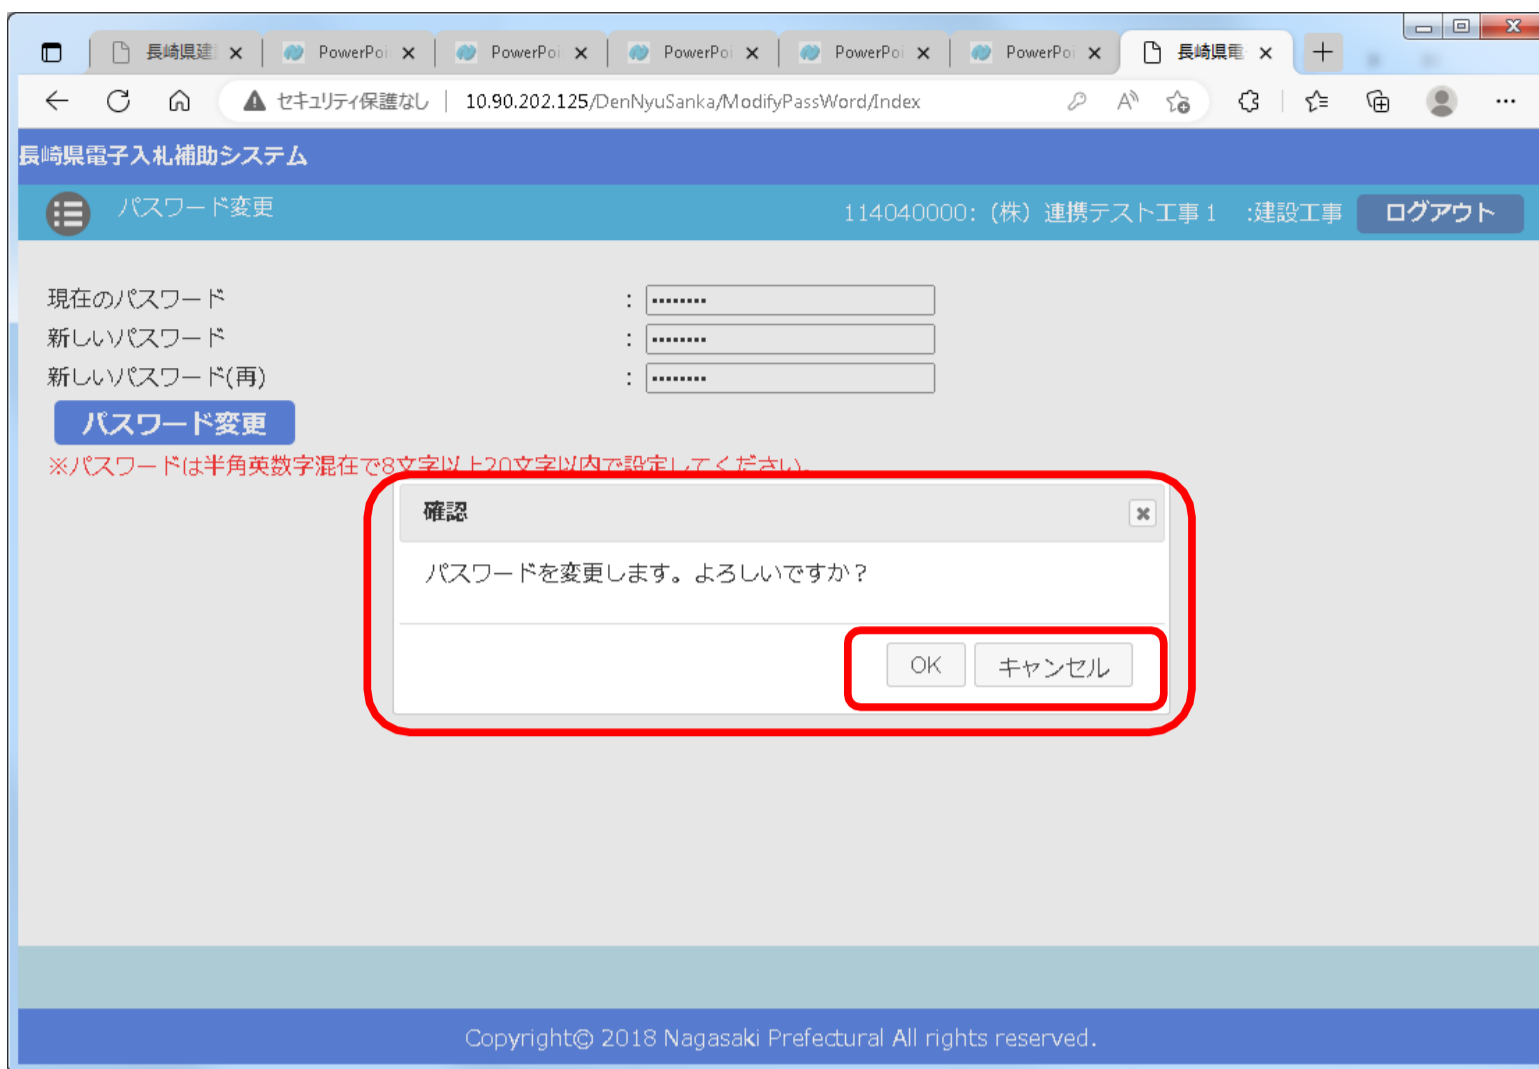 長崎県建
PowerPoi
PowerPoi
PowerPoi
PowerPoi
PowerPoi
長崎県電
セキュリティ保護なし
10.90.202.125/DenNyuSanka/ModifyPassWord/Index
長崎県電子入札補助システム
パスワード変更
114040000:（株）連携テスト工事１ :建設工事
ログアウト
現在のパスワード :
新しいパスワード :
新しいパスワード(再) :
パスワード変更
※パスワードは半角英数字混在で8文字以上20文字以内で設定してください。
確認
パスワードを変更します。よろしいですか？
OK
キャンセル
Copyright© 2018 Nagasaki Prefectural All rights reserved.